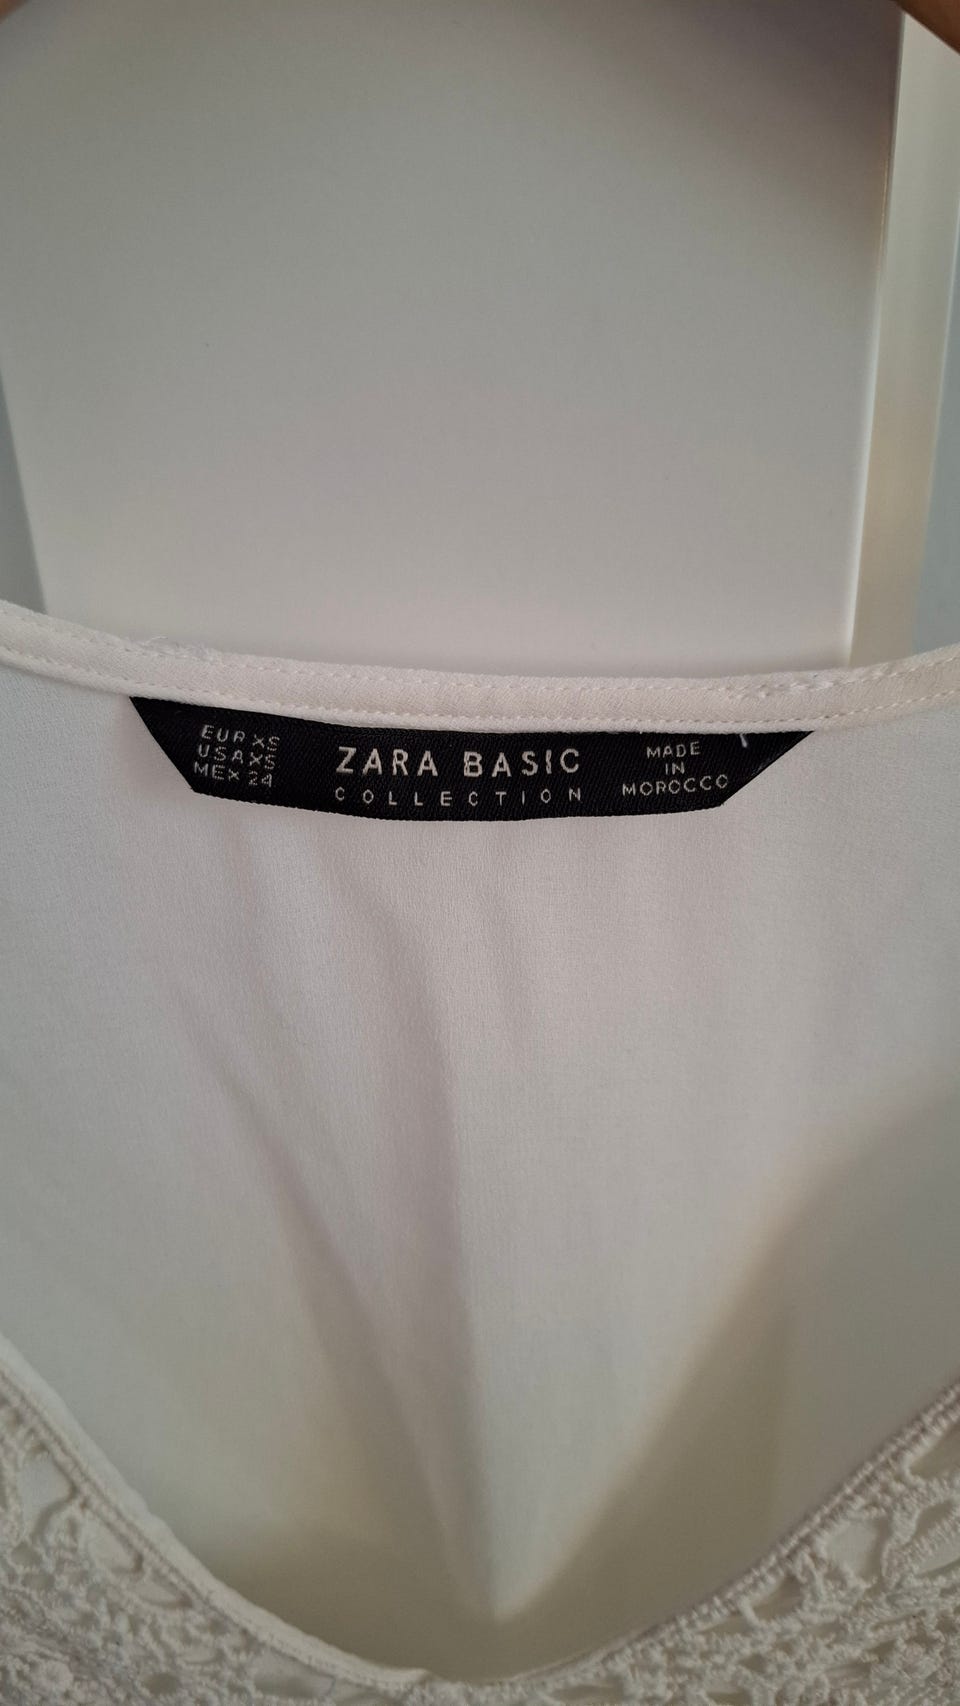 EUR XS
USA XS
MEX 24
ZARA BASIC
COLLECTION
MADE
IN
MOROCCO